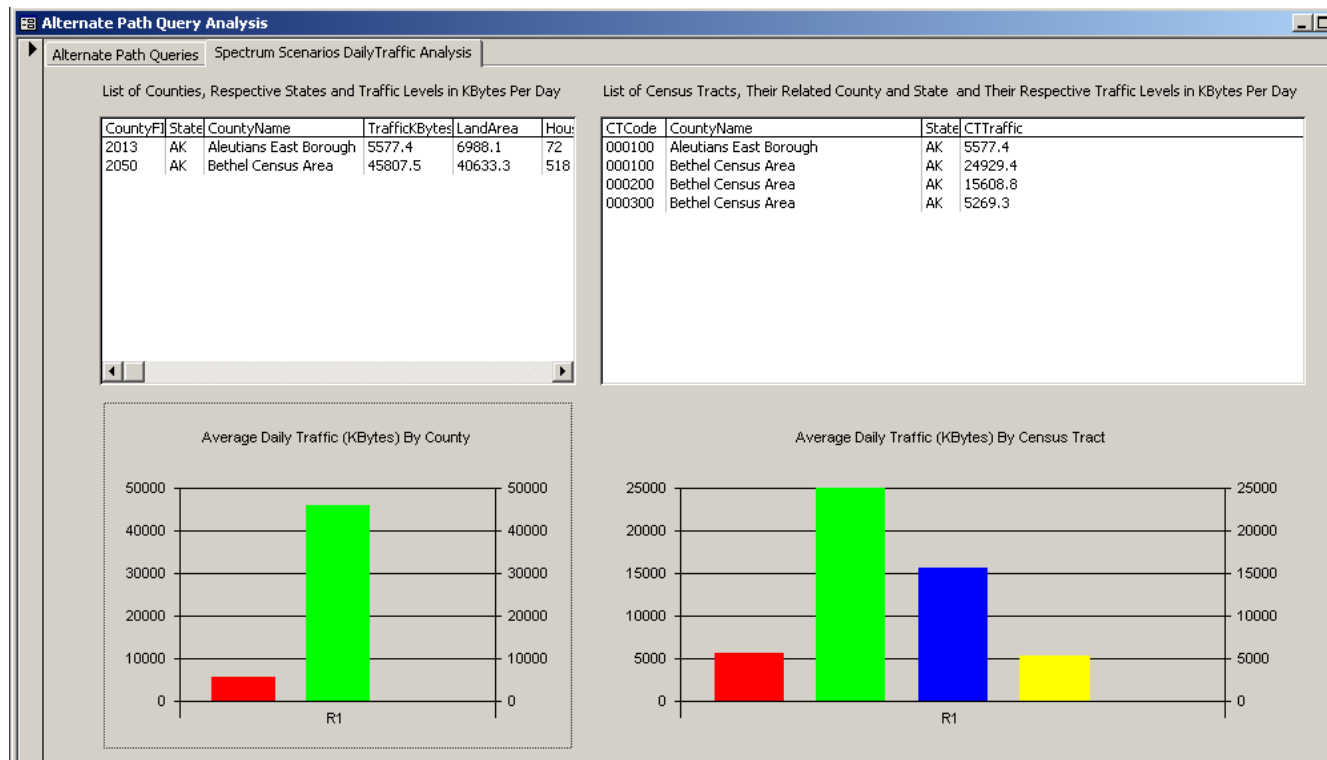 Alternate Path Query Analysis
Alternate Path Queries Spectrum Scenarios DailyTraffic Analysis
List of Counties, Respective States and Traffic Levels in KBytes Per Day
CountyFI State CountyName TrafficKBytes LandArea Hou
2013 AK Aleutians East Borough 5577.4 6988.1 72
2050 AK Bethel Census Area 45807.5 40633.3 518
List of Census Tracts, Their Related County and State and Their Respective Traffic Levels in KBytes Per Day
CTCode CountyName State CTTraffic
000100 Aleutians East Borough AK 5577.4
000100 Bethel Census Area AK 24929.4
000200 Bethel Census Area AK 15608.8
000300 Bethel Census Area AK 5269.3
Average Daily Traffic (KBytes) By County
50000 50000
40000 40000
30000 30000
20000 20000
10000 10000
0 0
R1
Average Daily Traffic (KBytes) By Census Tract
25000 25000
20000 20000
15000 15000
10000 10000
5000 5000
0 0
R1